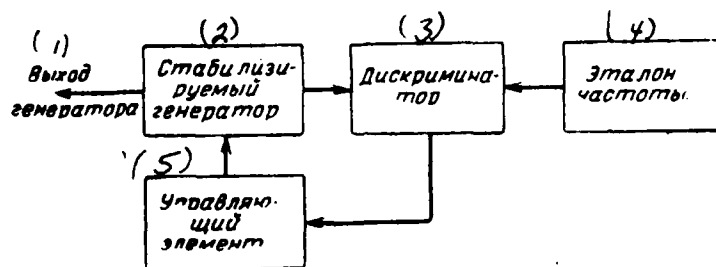 (1)
Выход
генератора
(2)
Стабилизи-
руемый
генератор
(3)
Дискримина-
тор
(4)
Эталон
частоты
(5)
Управляю-
щий
элемент